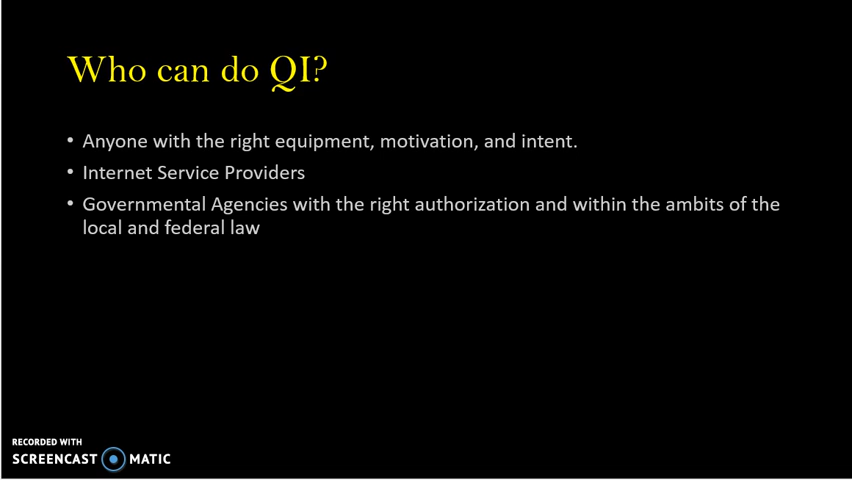 Who can do QI?
• Anyone with the right equipment, motivation, and intent.
• Internet Service Providers
• Governmental Agencies with the right authorization and within the ambits of the
local and federal law
RECORDED WITH
SCREENCAST MATIC